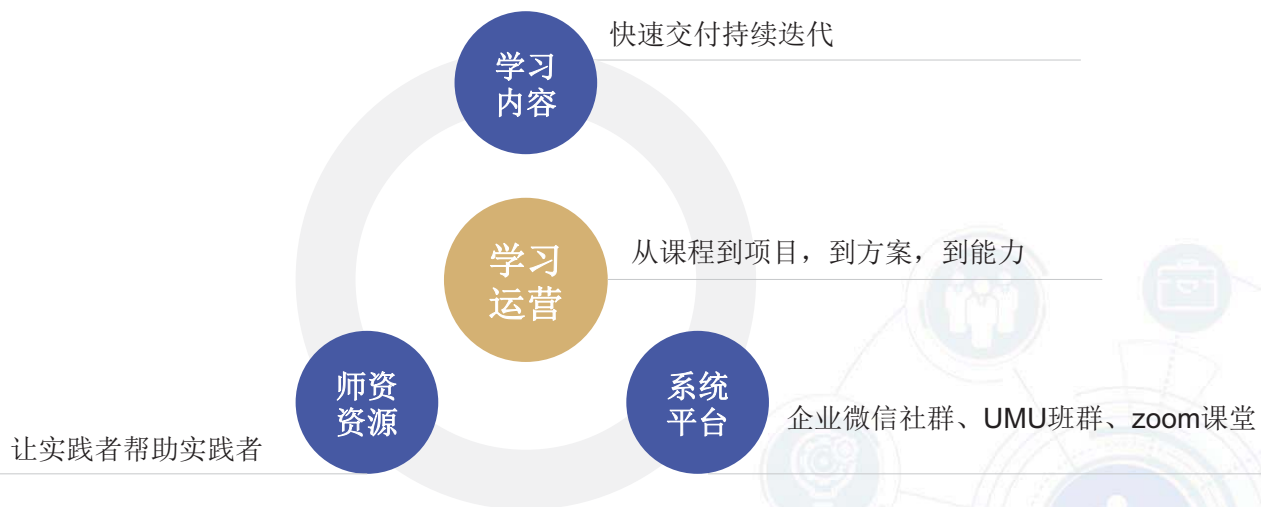 快速交付持续迭代
学习
内容
从课程到项目，到方案，到能力
学习
运营
师资
资源
系统
平台
企业微信社群、UMU班群、zoom课堂
让实践者帮助实践者